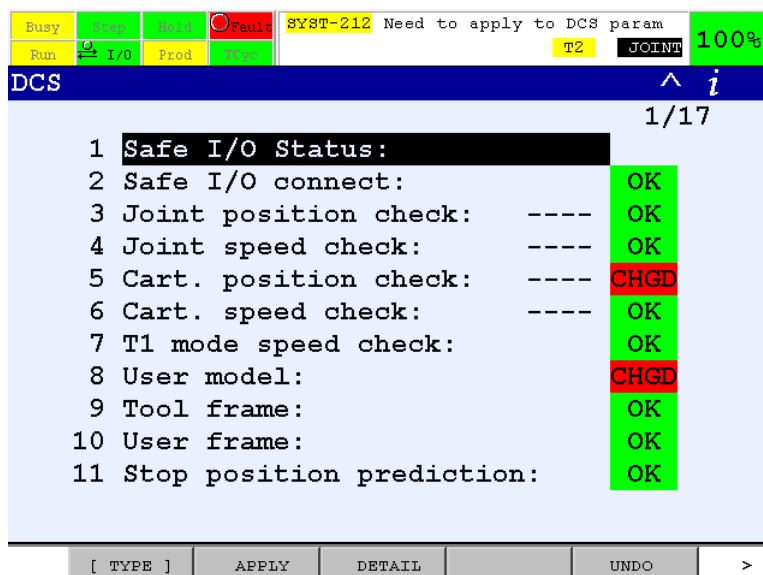 Busy Step Hold Fault SYST-212 Need to apply to DCS param
Run I/O Prod TCyc T2 JOINT 100%
DCS ^ i
1/17
1 Safe I/O Status:
2 Safe I/O connect: OK
3 Joint position check: ---- OK
4 Joint speed check: ---- OK
5 Cart. position check: ---- CHGD
6 Cart. speed check: ---- OK
7 T1 mode speed check: OK
8 User model: CHGD
9 Tool frame: OK
10 User frame: OK
11 Stop position prediction: OK
[ TYPE ] APPLY DETAIL UNDO >